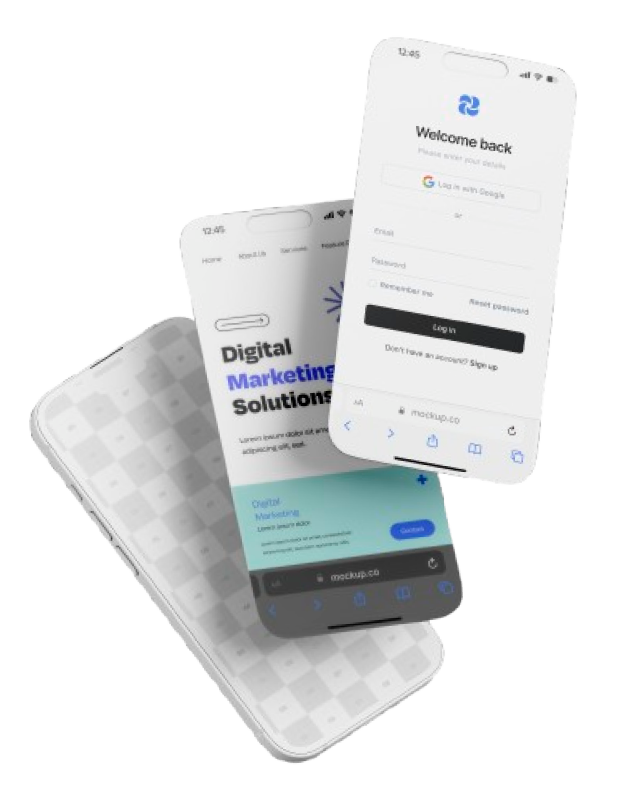 12:45
Welcome back
Please enter your details
Log in with Google
or
Email
Password
Remember me
Reset password
Log in
Don't have an account? Sign up
AA
mockup.co
12:45
Home
About Us
Services
Digital
Marketing
Solutions
Lorem ipsum dolor sit
adipiscing elit, sed.
Digital
Marketing
Lorem ipsum dolor
AA
mockup.co